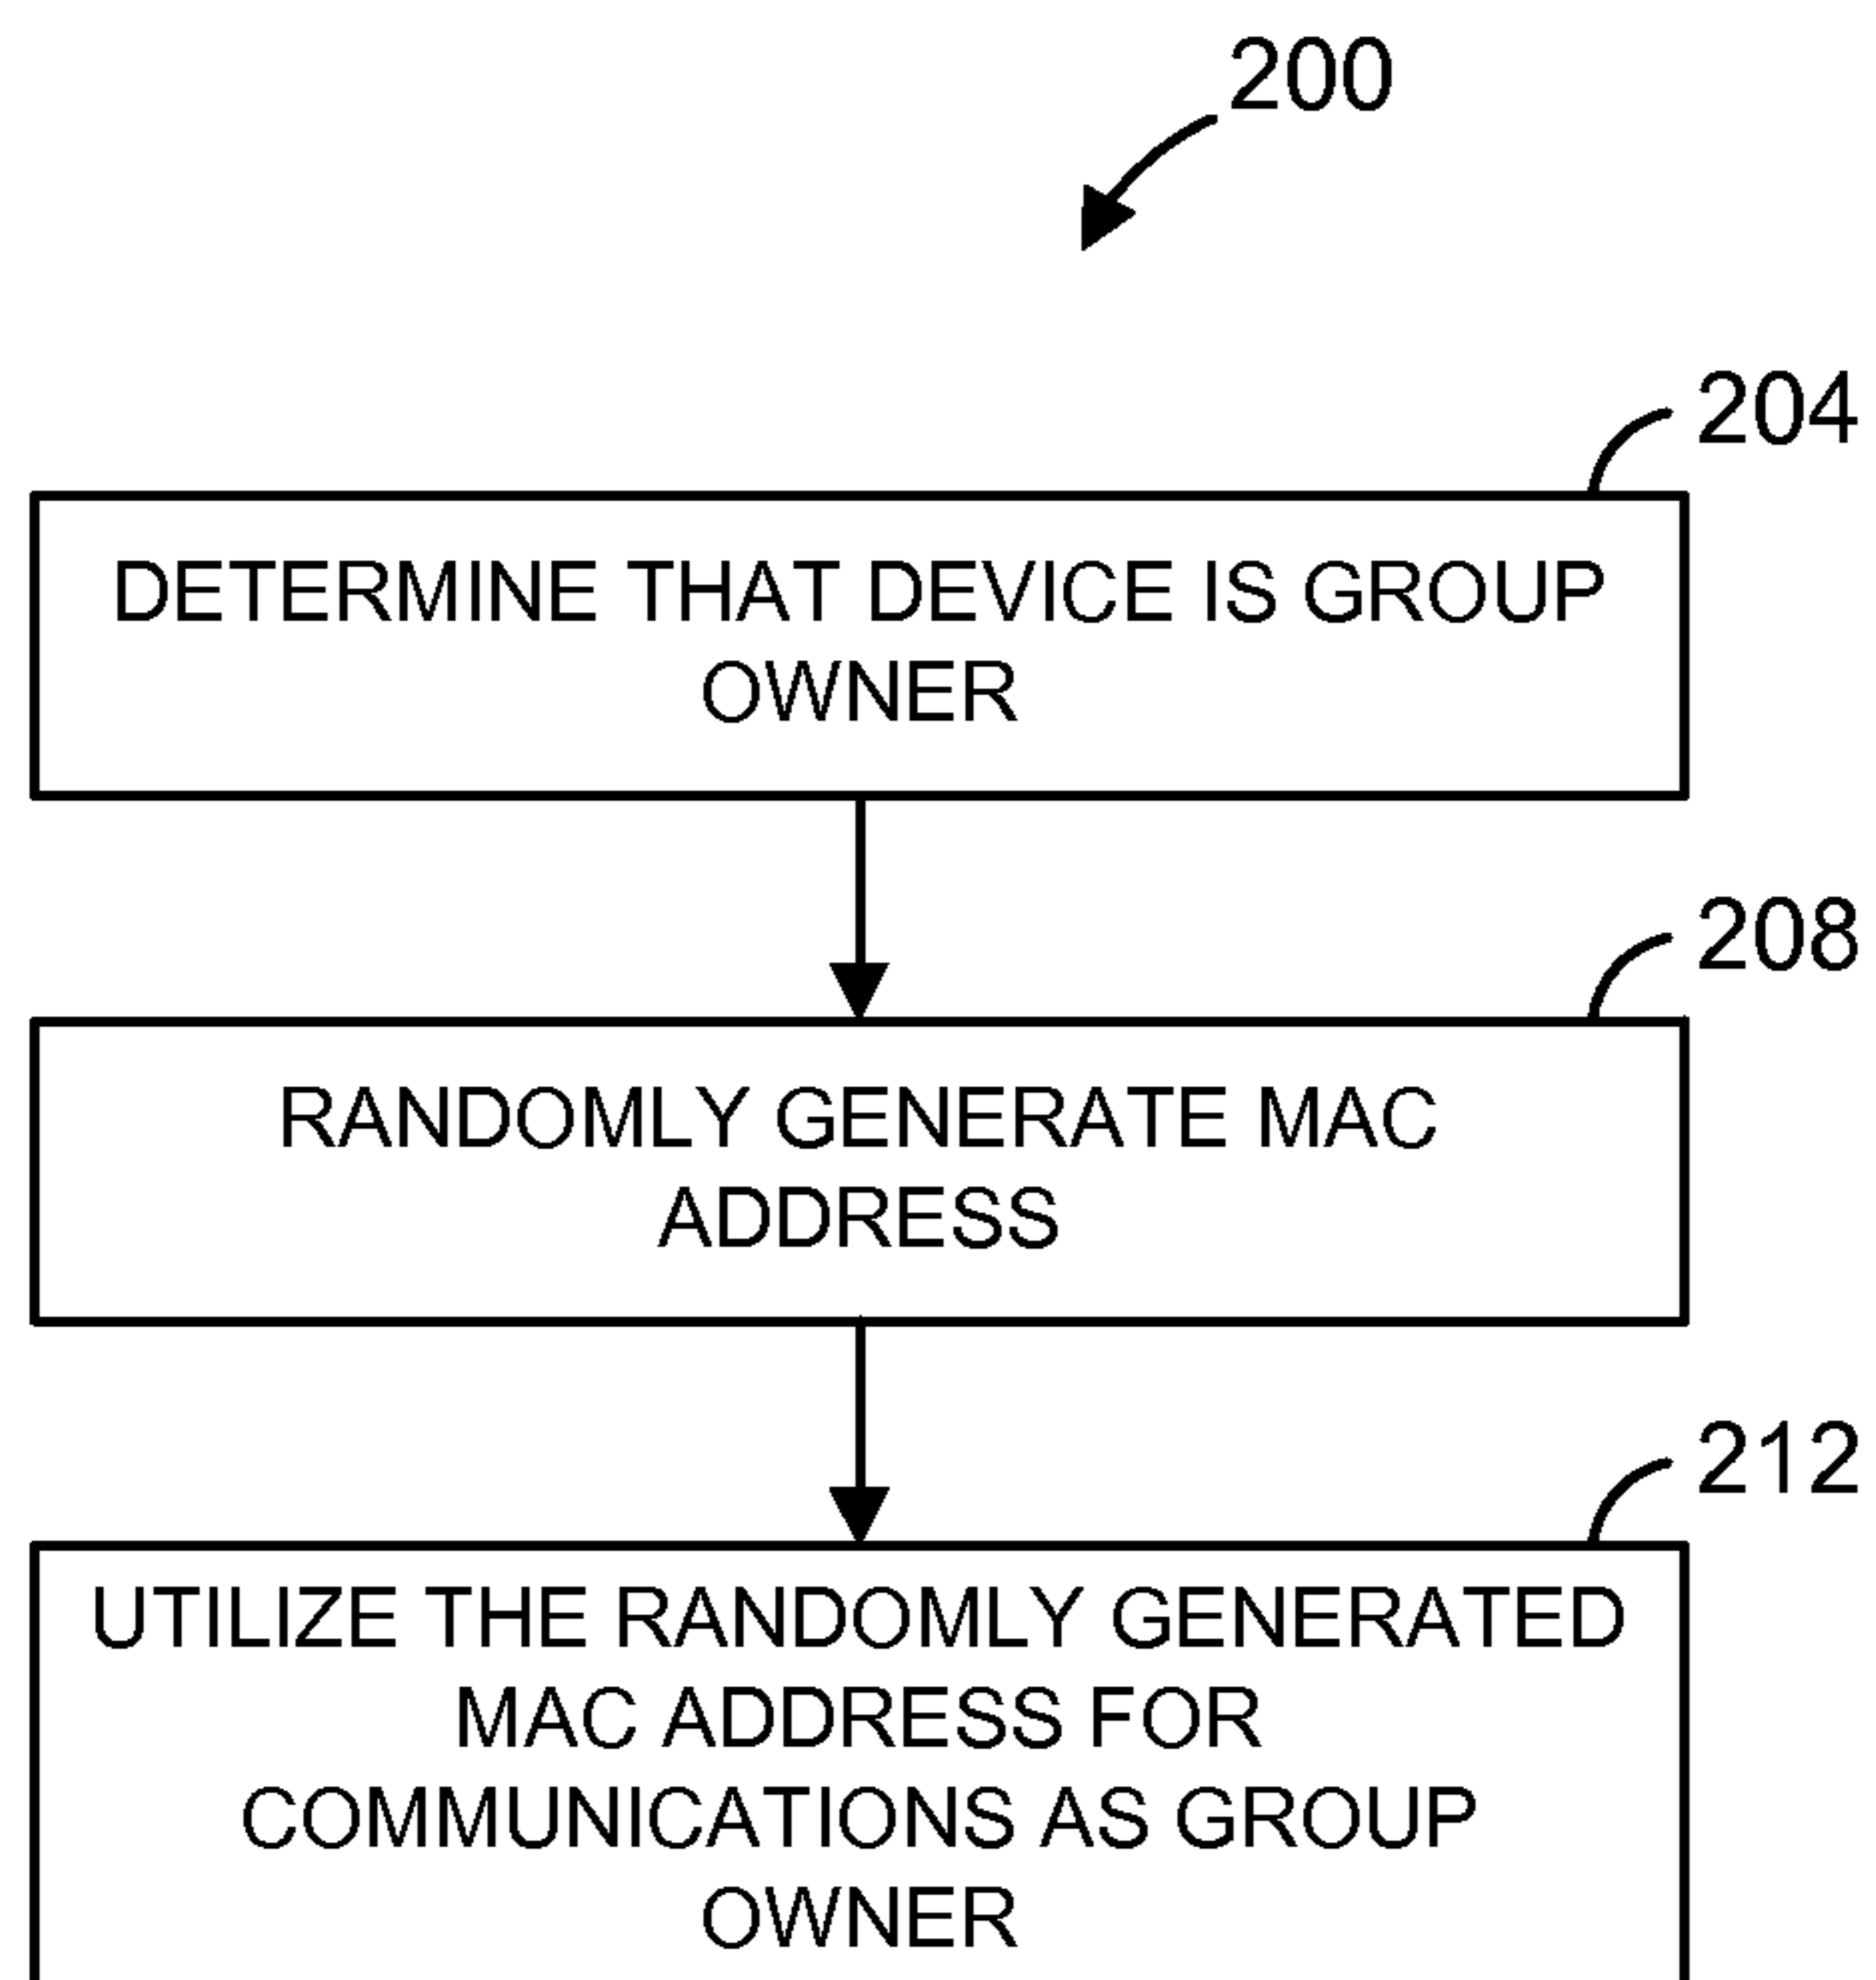 200
204
DETERMINE THAT DEVICE IS GROUP
OWNER
208
RANDOMLY GENERATE MAC
ADDRESS
212
UTILIZE THE RANDOMLY GENERATED
MAC ADDRESS FOR
COMMUNICATIONS AS GROUP
OWNER